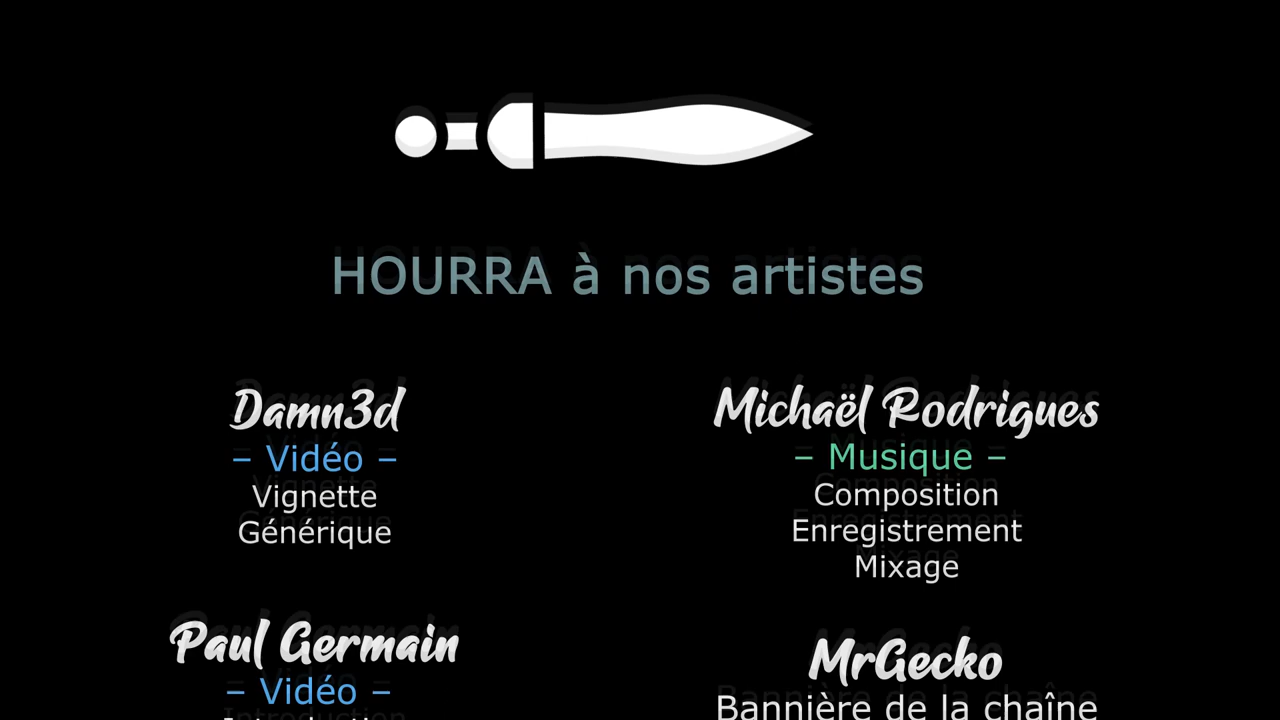 HOURRA à nos artistes
Damn3d
– Vidéo –
Vignette
Générique
Michaël Rodrigues
– Musique –
Composition
Enregistrement
Mixage
Paul Germain
– Vidéo –
MrGecko
Bannière de la chaîne